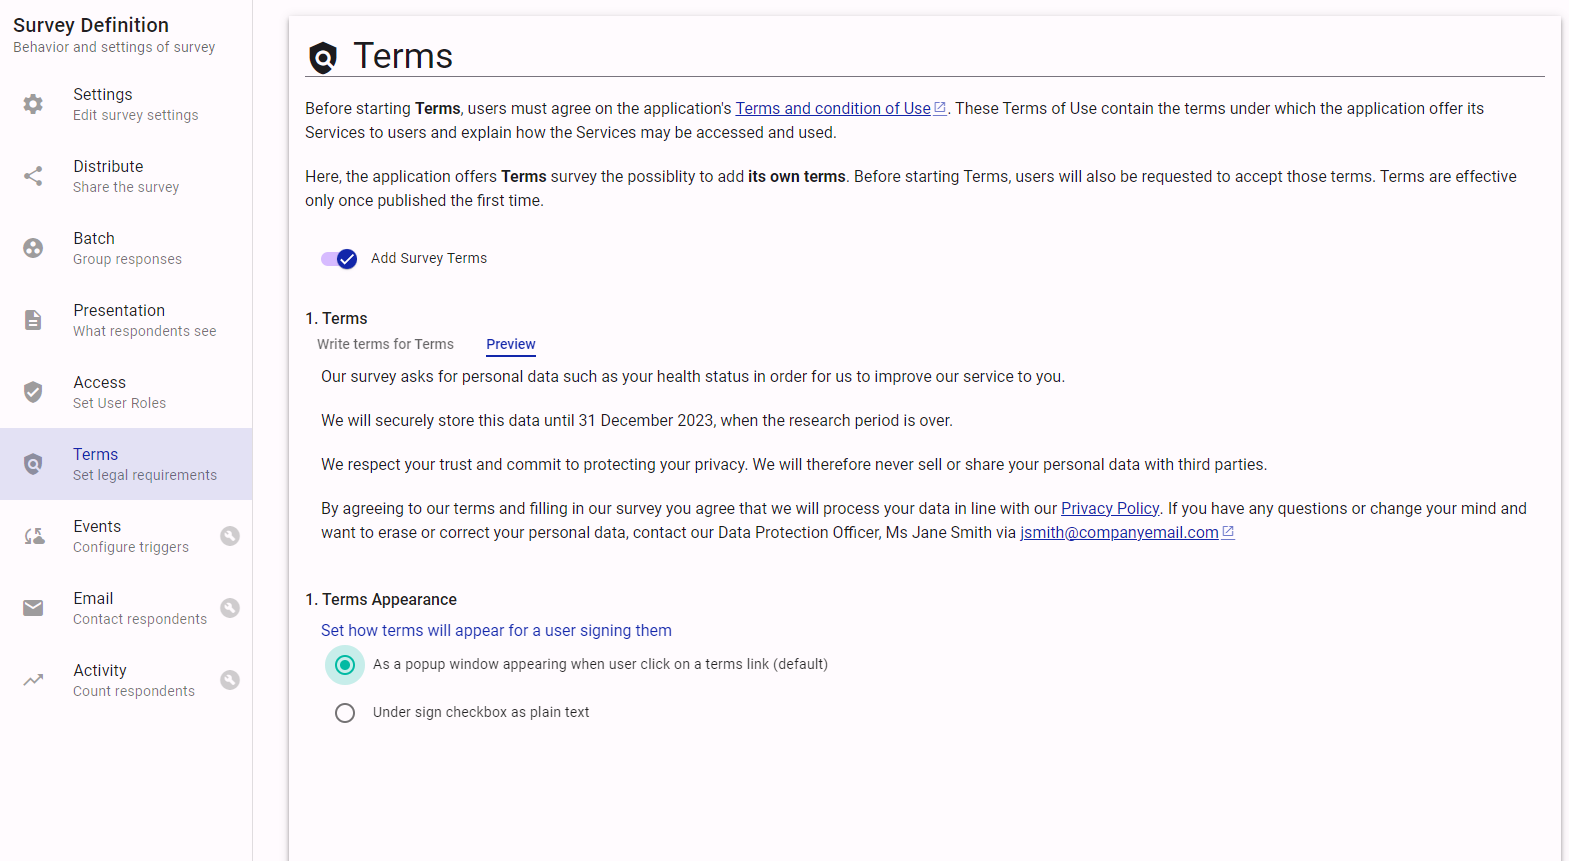 Survey Definition
Behavior and settings of survey
Settings
Edit survey settings
Distribute
Share the survey
Batch
Group responses
Presentation
What respondents see
Access
Set User Roles
Terms
Set legal requirements
Events
Configure triggers
Email
Contact respondents
Activity
Count respondents
Terms
Before starting Terms, users must agree on the application's Terms and condition of Use. These Terms of Use contain the terms under which the application offer its
Services to users and explain how the Services may be accessed and used.
Here, the application offers Terms survey the possiblity to add its own terms. Before starting Terms, users will also be requested to accept those terms. Terms are effective
only once published the first time.
Add Survey Terms
1. Terms
Write terms for Terms Preview
Our survey asks for personal data such as your health status in order for us to improve our service to you.
We will securely store this data until 31 December 2023, when the research period is over.
We respect your trust and commit to protecting your privacy. We will therefore never sell or share your personal data with third parties.
By agreeing to our terms and filling in our survey you agree that we will process your data in line with our Privacy Policy. If you have any questions or change your mind and
want to erase or correct your personal data, contact our Data Protection Officer, Ms Jane Smith via jsmith@companyemail.com
1. Terms Appearance
Set how terms will appear for a user signing them
As a popup window appearing when user click on a terms link (default)
Under sign checkbox as plain text